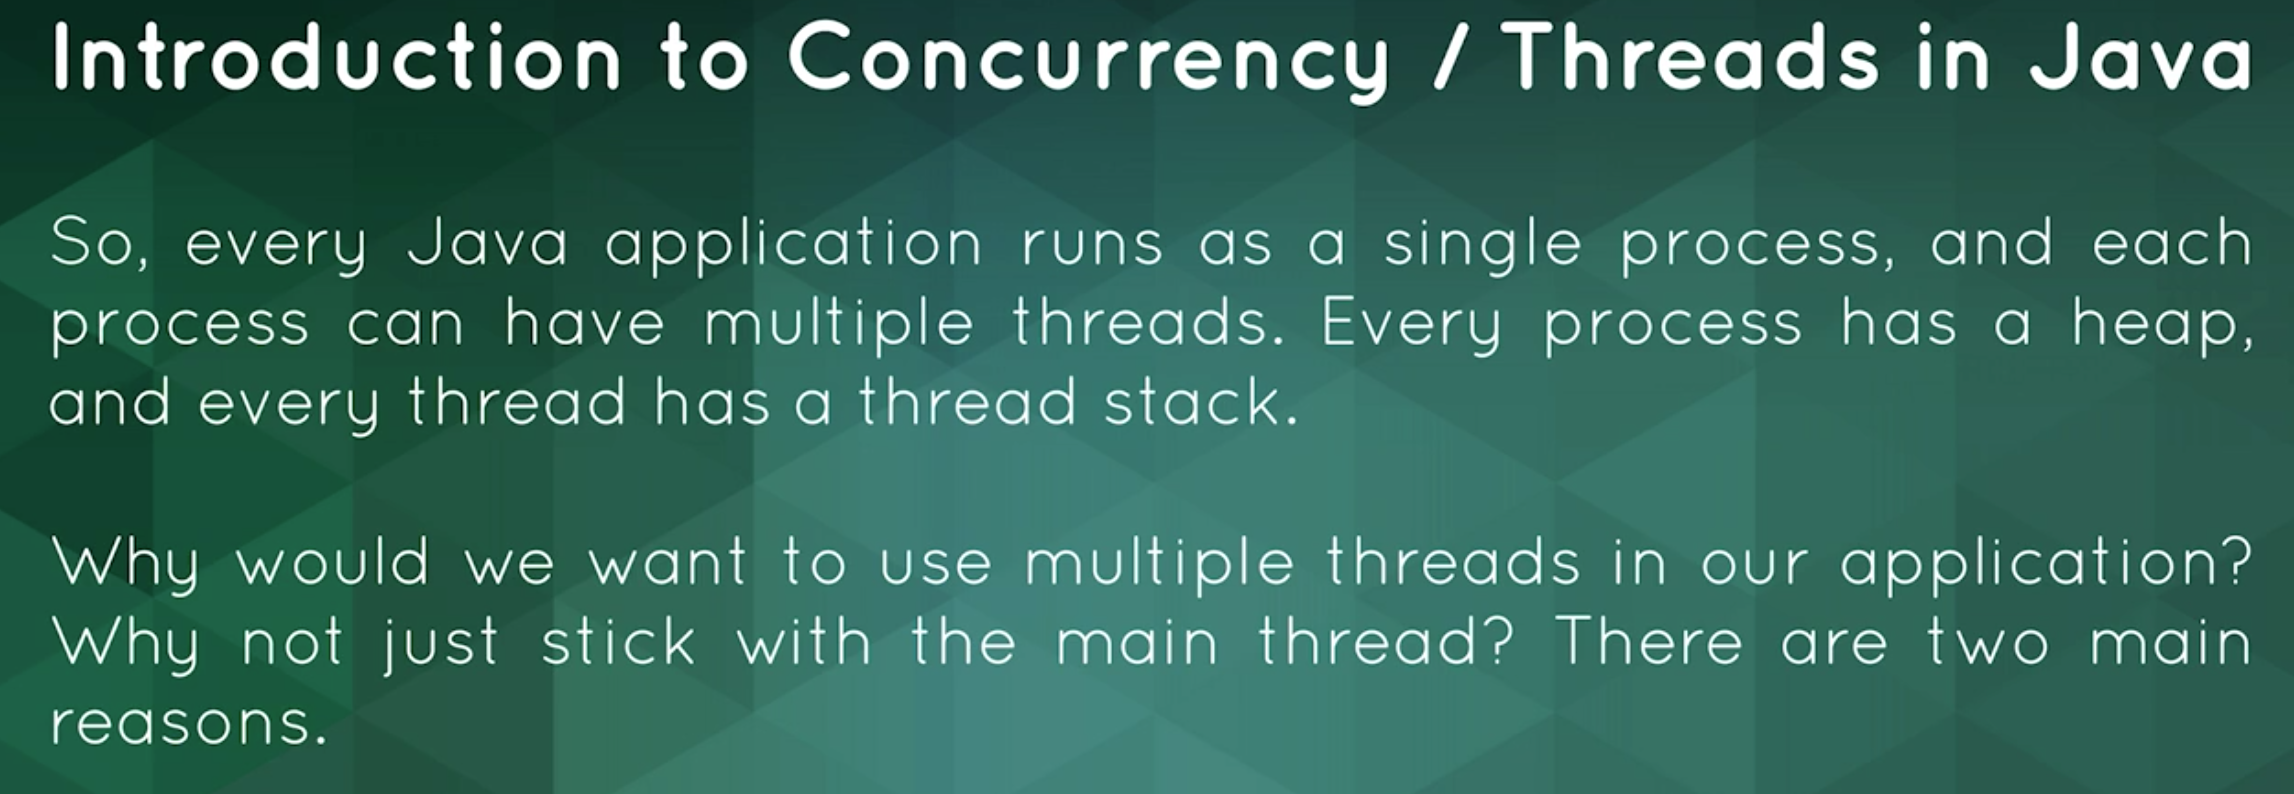 Introduction to Concurrency / Threads in Java
So, every Java application runs as a single process, and each
process can have multiple threads. Every process has a heap,
and every thread has a thread stack.
Why would we want to use multiple threads in our application?
Why not just stick with the main thread? There are two main
reasons.